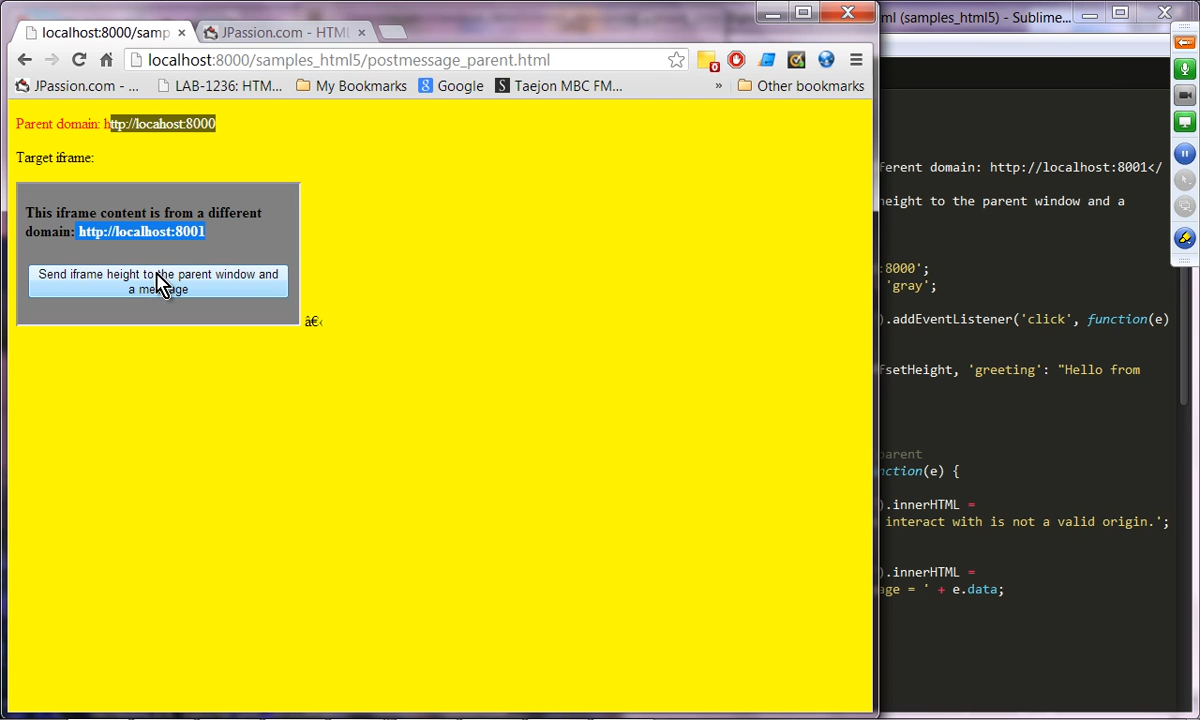 localhost:8000/samp
JPassion.com - HTML
ml (samples_html5) - Sublime...
localhost:8000/samples_html5/postmessage_parent.html
0
JPassion.com - ...
LAB-1236: HTM...
My Bookmarks
Google
Taejon MBC FM...
»
Other bookmarks
Parent domain: http://locahost:8000
Target iframe:
This iframe content is from a different
domain: http://localhost:8001
Send iframe height to the parent window and
a message
â€‹
ferent domain: http://localhost:8001</
height to the parent window and a
:8000';
'gray';
).addEventListener('click', function(e)
fsetHeight, 'greeting': "Hello from
parent
nction(e) {
).innerHTML =
interact with is not a valid origin.';
).innerHTML =
age = ' + e.data;